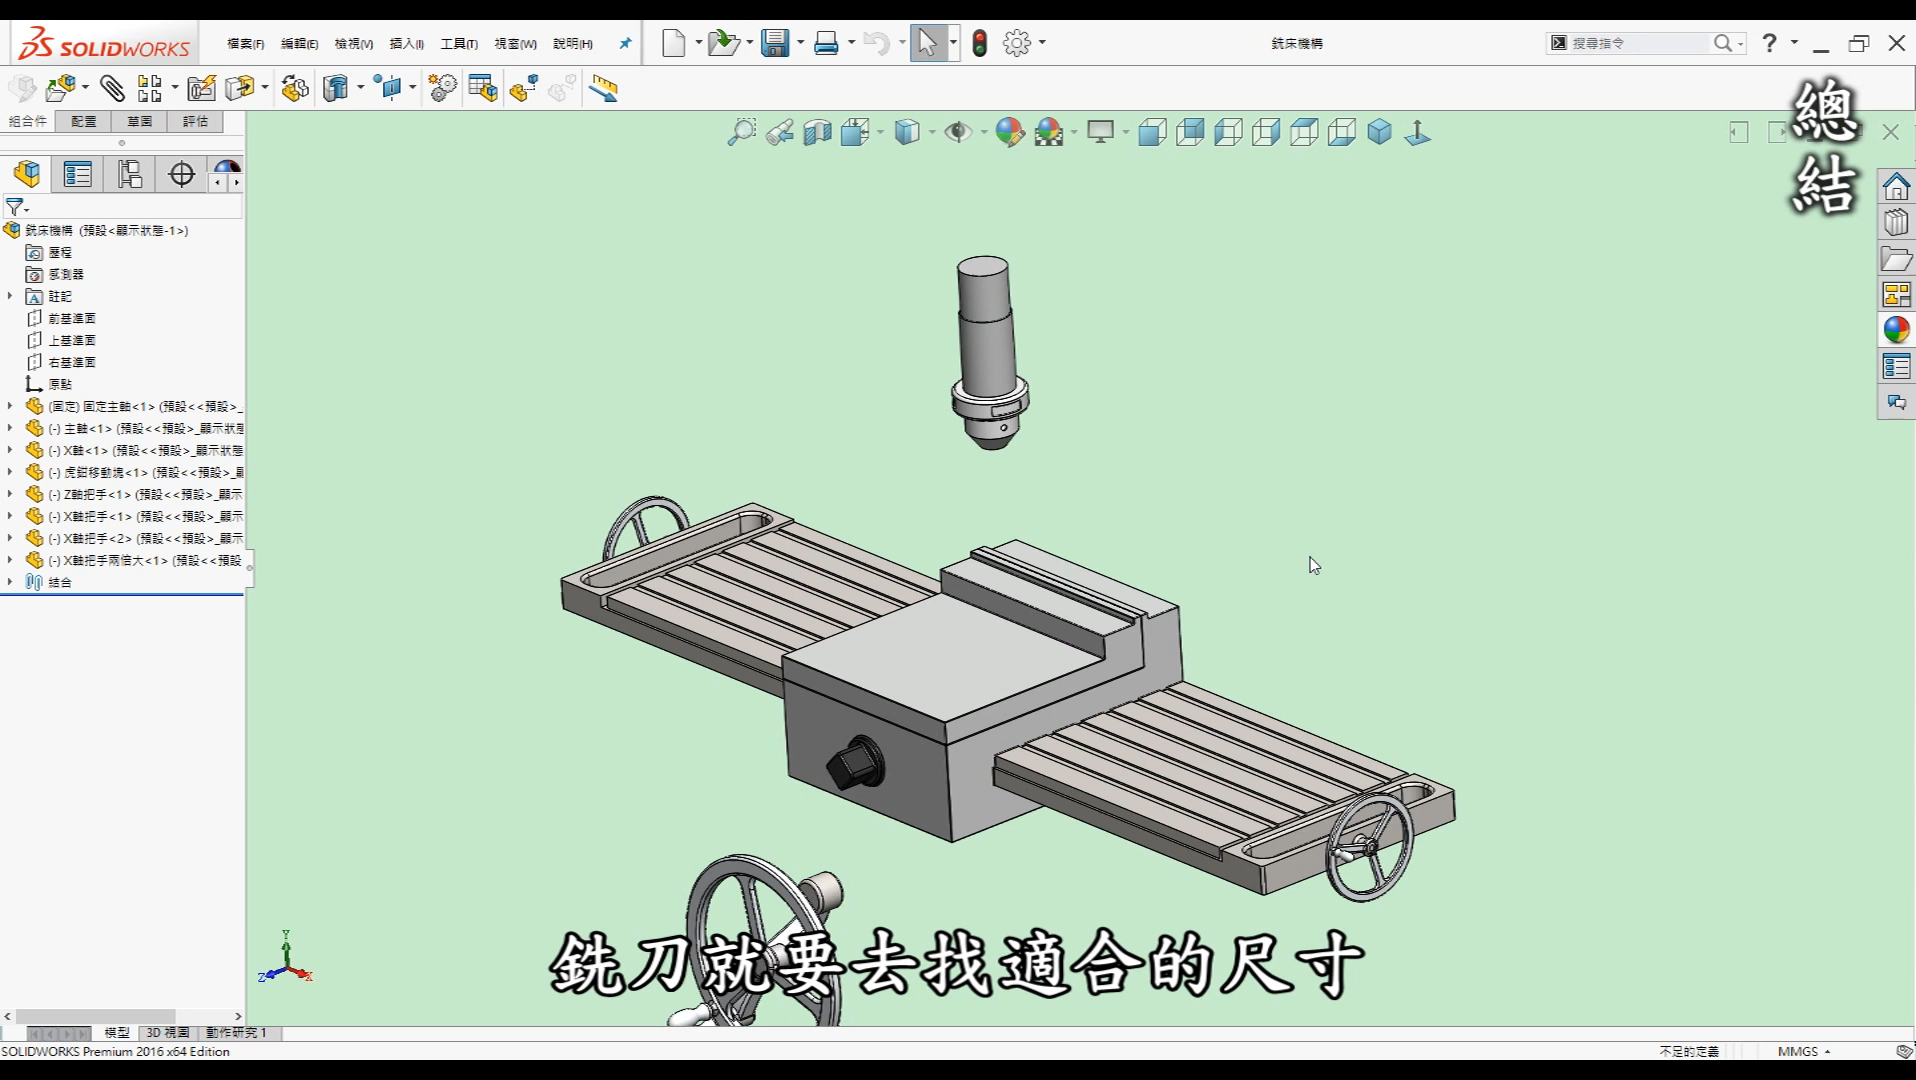 SOLIDWORKS
檔案(F) 編輯(E) 檢視(V) 插入(I) 工具(T) 視窗(W) 說明(H)
銑床機構
搜尋指令
總結
組合件 配置 草圖 評估
銑床機構 (預設<顯示狀態-1>)
歷程
感測器
註記
前基準面
上基準面
右基準面
原點
(固定) 固定主軸<1> (預設<<預設>_
(-) 主軸<1> (預設<<預設>_顯示狀態
(-) X軸<1> (預設<<預設>_顯示狀態
(-) 虎鉗移動塊<1> (預設<<預設>_顯
(-) Z軸把手<1> (預設<<預設>_顯示
(-) X軸把手<1> (預設<<預設>_顯示
(-) X軸把手<2> (預設<<預設>_顯示
(-) X軸把手兩倍大<1> (預設<<預設
結合
銑刀就要去找適合的尺寸
Y
Z
X
模型 3D 視圖 動作研究 1
SOLIDWORKS Premium 2016 x64 Edition
不足的定義
MMGS